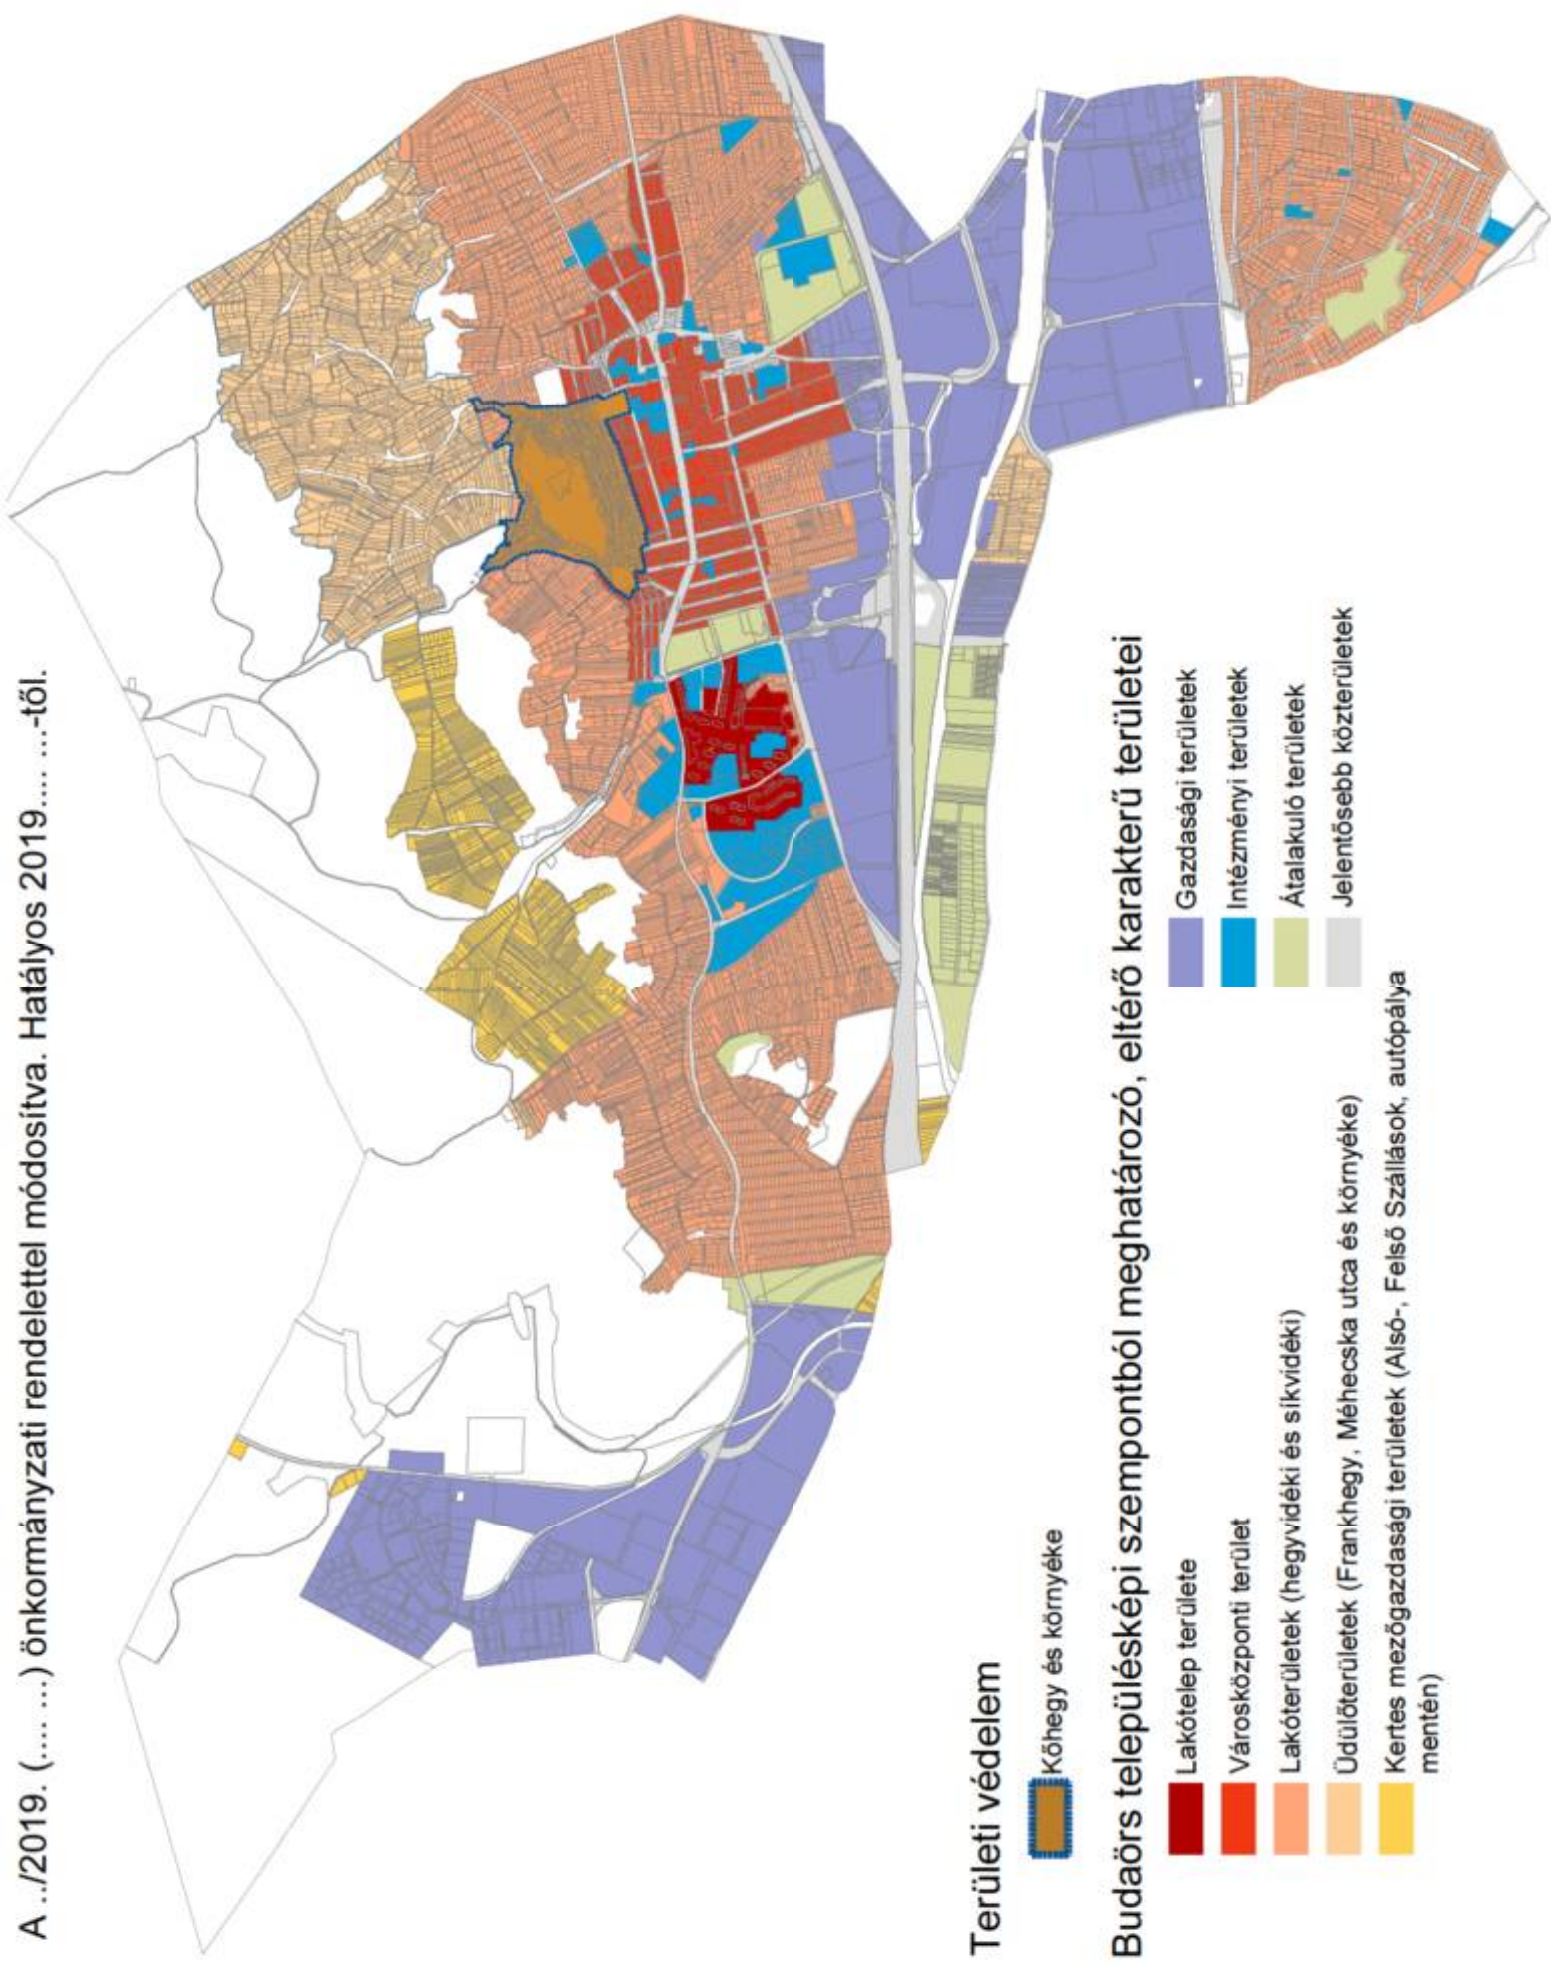 A ../2019. (.... ...) önkormányzati rendelettel módosítva. Hatályos 2019.... ...-től.
Területi védelem
Kőhegy és környéke
Budaörs településképi szempontból meghatározó, eltérő karakterű területei
Lakótelep területe
Városközponti terület
Lakóterületek (hegyvidéki és síkvidéki)
Üdülőterületek (Frankhegy, Méhecska utca és környéke)
Kertes mezőgazdasági területek (Alsó-, Felső Szállások, autópálya
mentén)
Gazdasági területek
Intézményi területek
Átalakuló területek
Jelentősebb közterületek